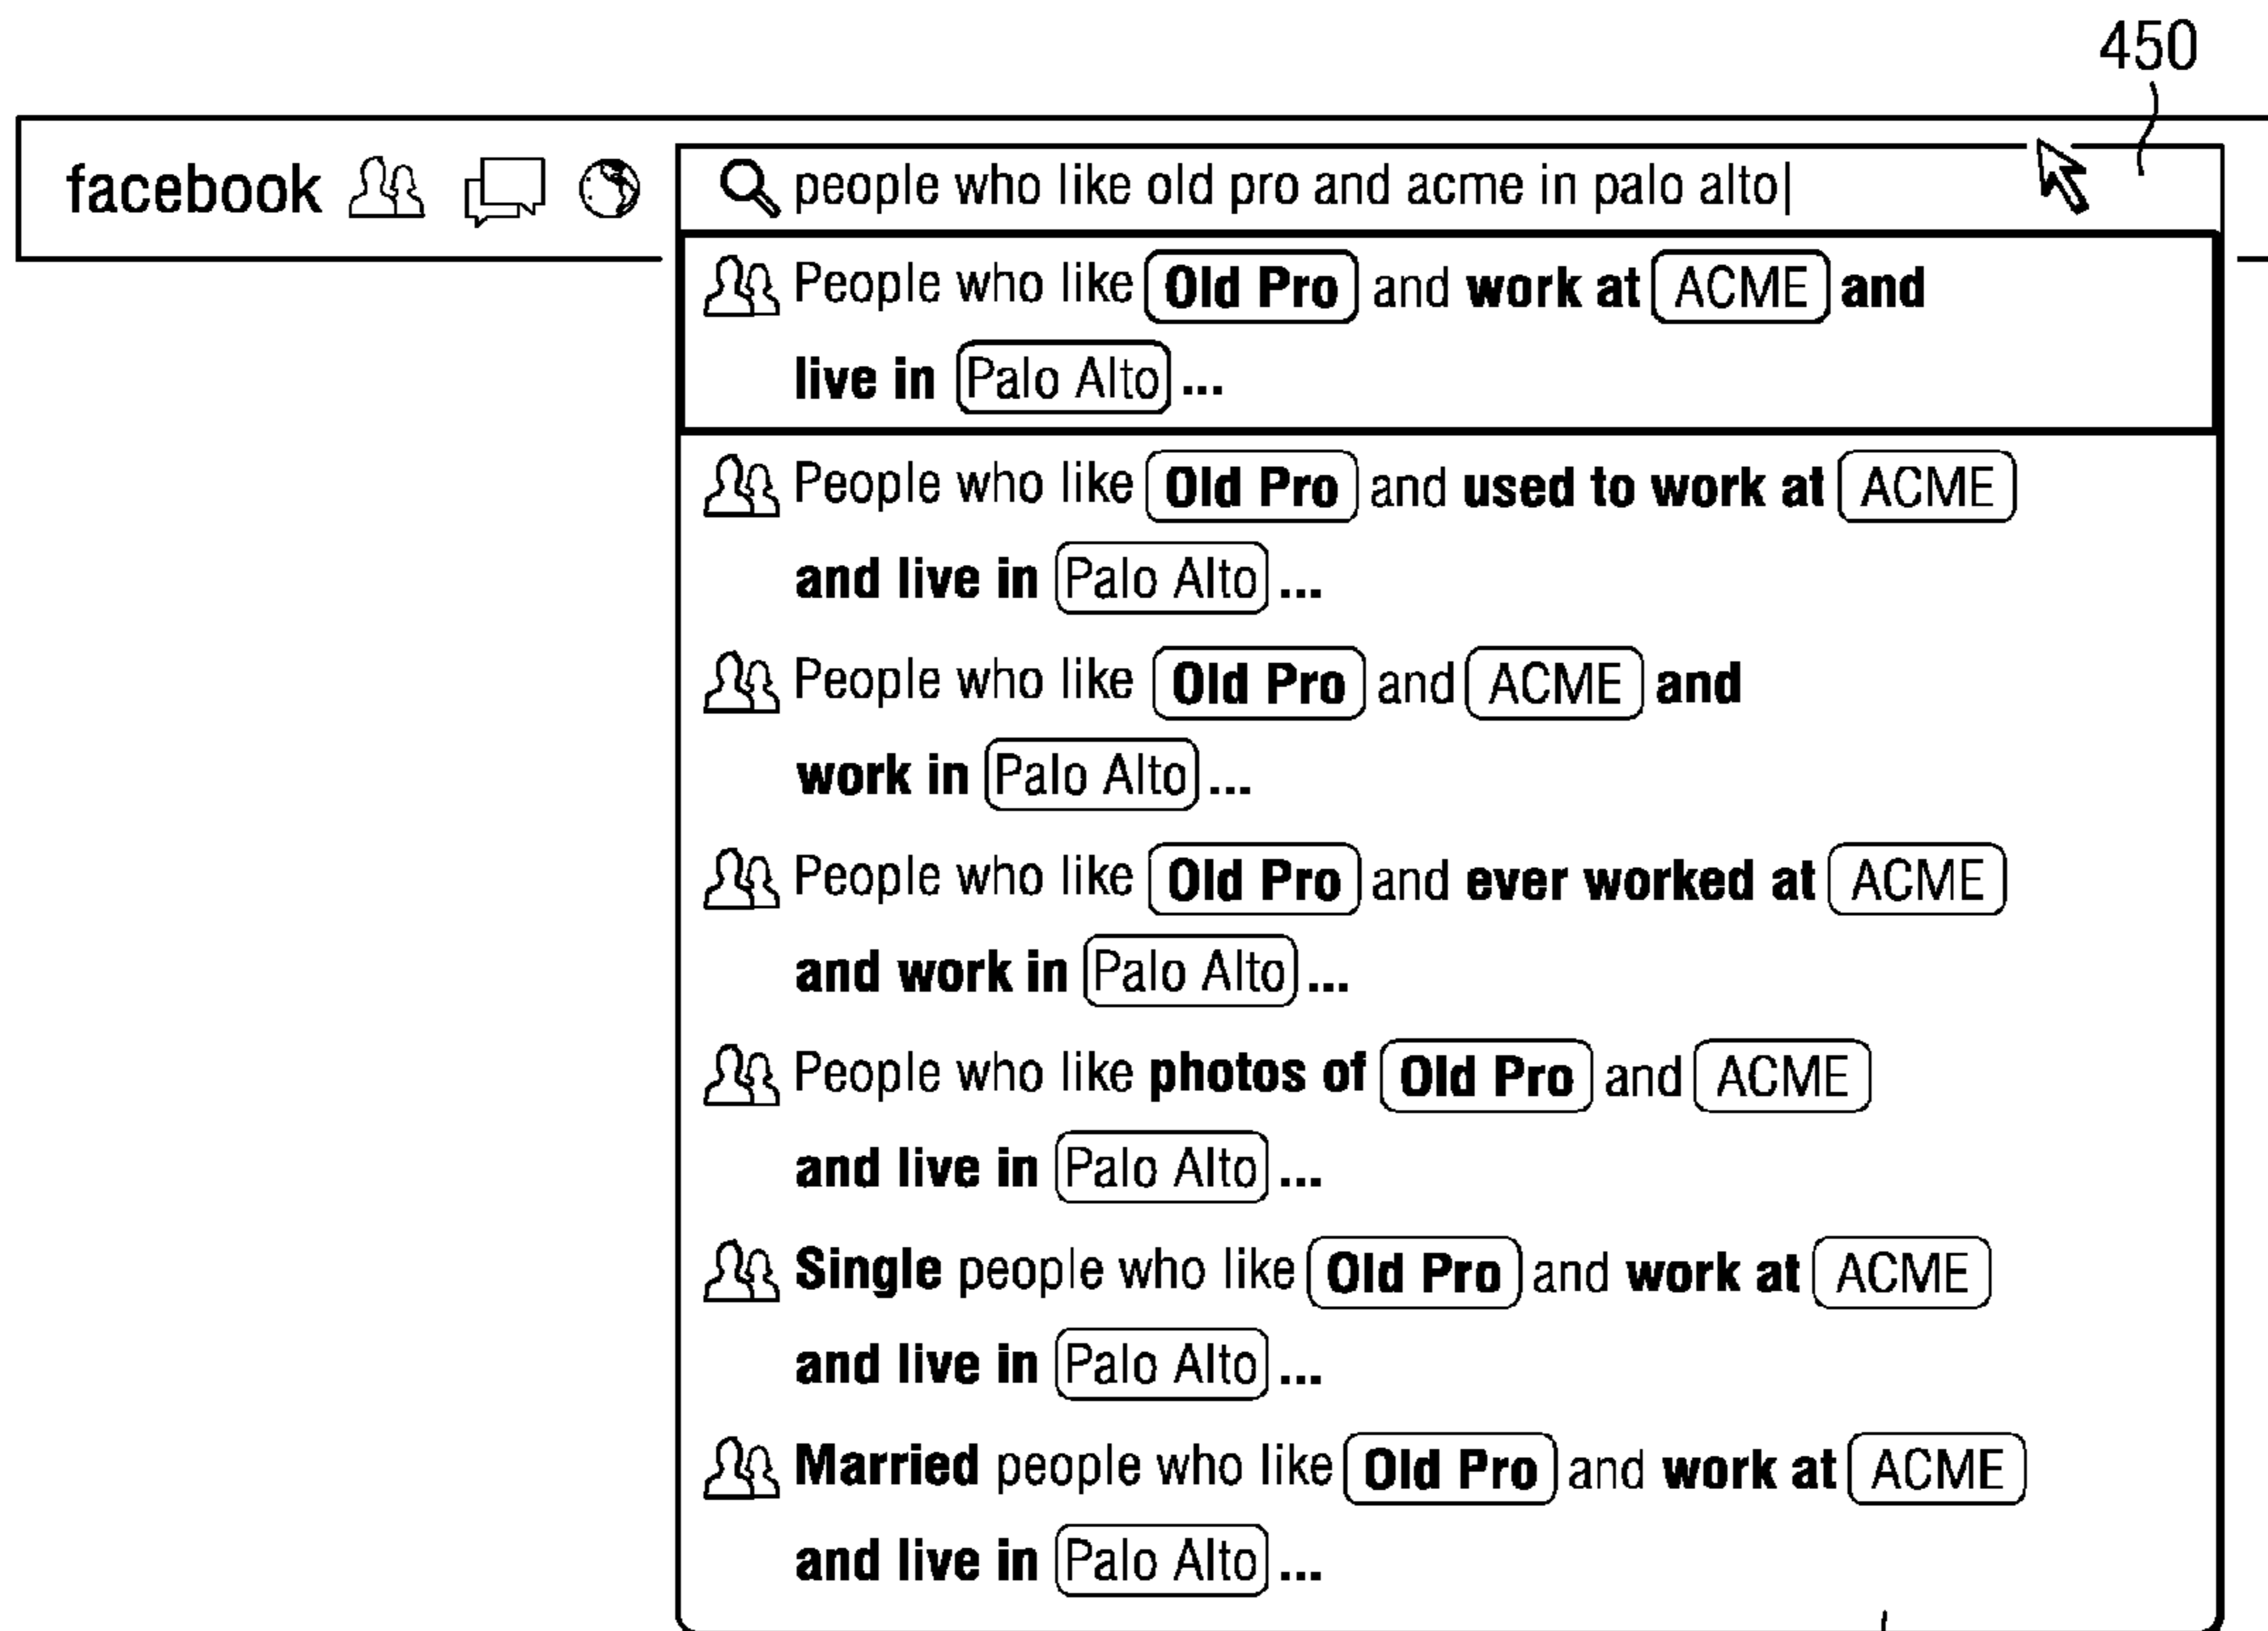 450
facebook people who like old pro and acme in palo alto
People who like Old Pro and work at ACME and
live in Palo Alto ...
People who like Old Pro and used to work at ACME
and live in Palo Alto ...
People who like Old Pro and ACME and
work in Palo Alto ...
People who like Old Pro and ever worked at ACME
and work in Palo Alto ...
People who like photos of Old Pro and ACME
and live in Palo Alto ...
Single people who like Old Pro and work at ACME
and live in Palo Alto ...
Married people who like Old Pro and work at ACME
and live in Palo Alto ...